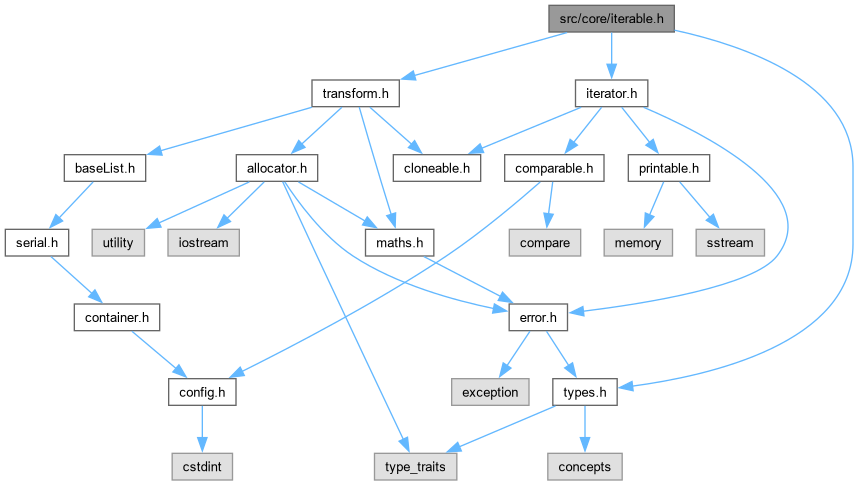 src/core/iterable.h
transform.h
iterator.h
baseList.h
allocator.h
cloneable.h
comparable.h
printable.h
serial.h
utility
iostream
maths.h
compare
memory
sstream
container.h
error.h
config.h
exception
types.h
cstdint
type_traits
concepts